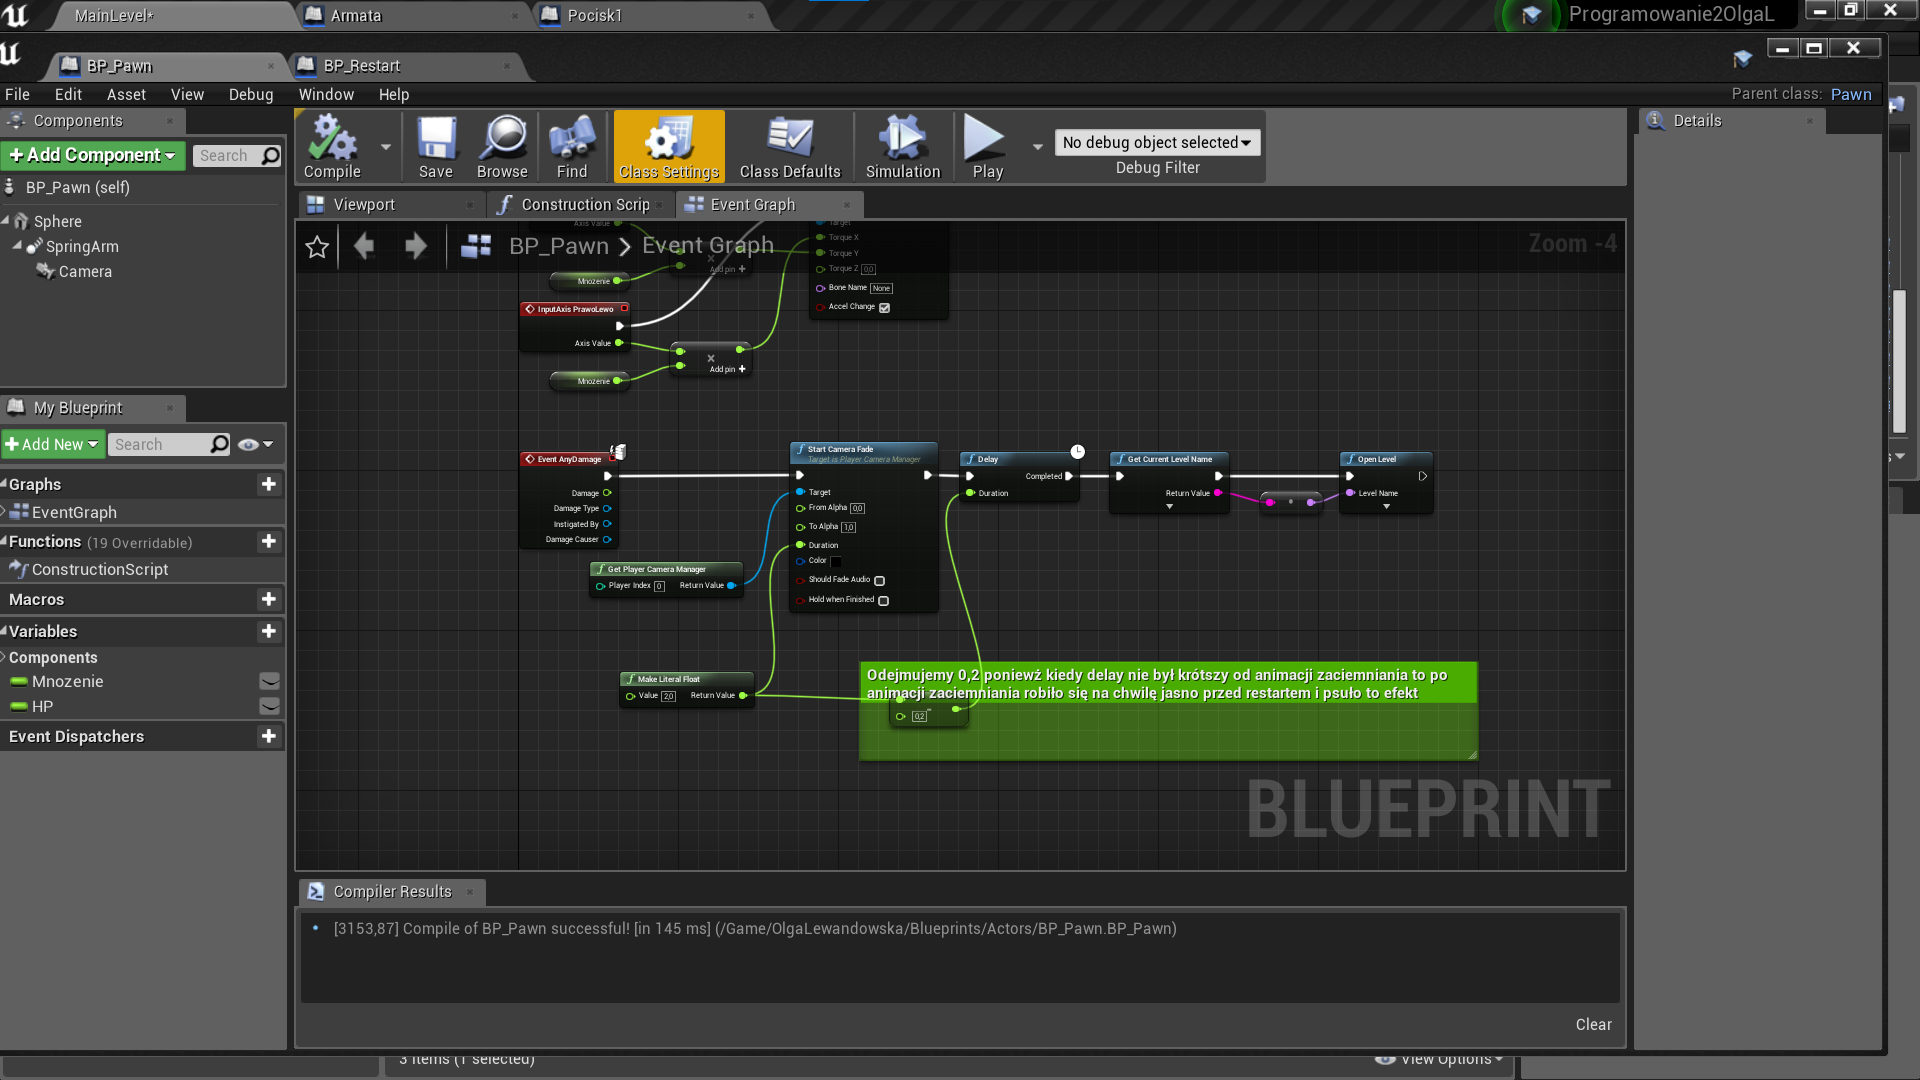 MainLevel*
Armata
Pocisk1
Programowanie2OlgaL
BP_Pawn
BP_Restart
File Edit Asset View Debug Window Help
Parent class: Pawn
Components
Add Component
Search
BP_Pawn (self)
Sphere
SpringArm
Camera
My Blueprint
Add New
Search
Graphs
EventGraph
Functions (19 Overridable)
ConstructionScript
Macros
Variables
Components
Mnozenie
HP
Event Dispatchers
Compile
Save
Browse
Find
Class Settings
Class Defaults
Simulation
Play
No debug object selected
Debug Filter
Viewport
Construction Scrip
Event Graph
BP_Pawn > Event Graph
Zoom -4
Axis Value
Add pin
Mnozenie
Target
Torque X
Torque Y
Torque Z 0,0
Bone Name None
Accel Change
InputAxis PrawoLewo
Axis Value
Add pin
Mnozenie
Event AnyDamage
Damage
Damage Type
Instigated By
Damage Causer
Get Player Camera Manager
Player Index 0 Return Value
Start Camera Fade
Target is Player Camera Manager
Target
From Alpha 0,0
To Alpha 1,0
Duration
Color
Should Fade Audio
Hold when Finished
Delay
Completed
Duration
Get Current Level Name
Return Value
Open Level
Level Name
Make Literal Float
Value 2,0 Return Value
Odejmujemy 0,2 ponieważ kiedy delay nie był krótszy od animacji zaciemniania to po
animacji zaciemniania robiło się na chwilę jasno przed restartem i psuło to efekt
0,2
BLUEPRINT
Compiler Results
[3153,87] Compile of BP_Pawn successful! [in 145 ms] (/Game/OlgaLewandowska/Blueprints/Actors/BP_Pawn.BP_Pawn)
Clear
Details
3 items (1 selected)
View Options